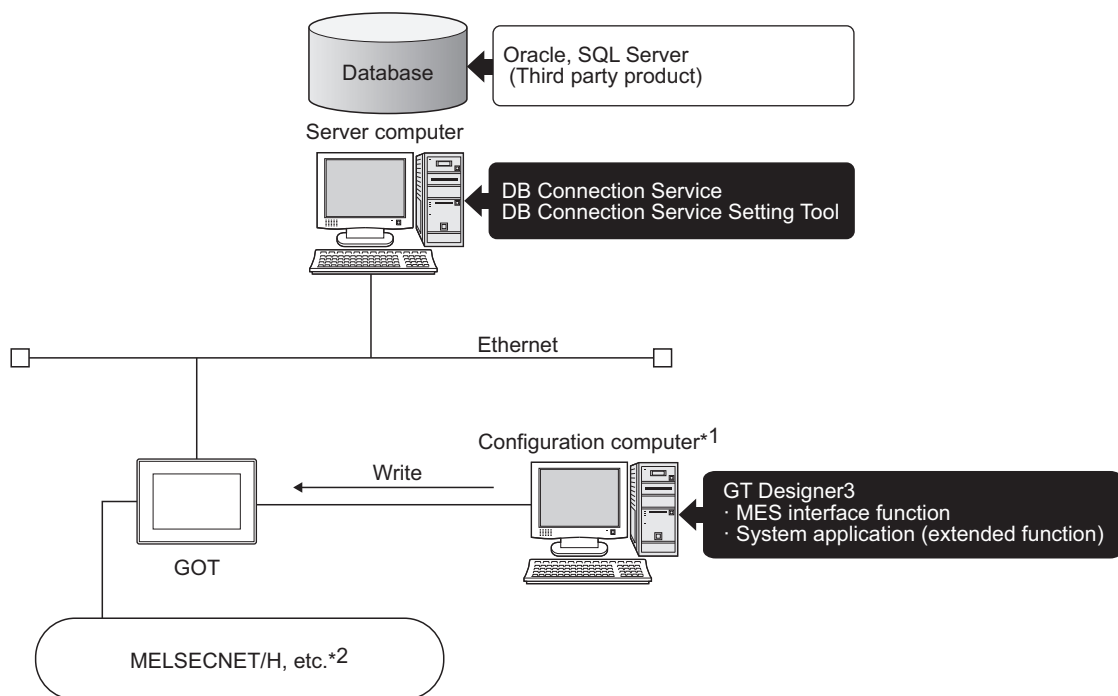 Database
Oracle, SQL Server
(Third party product)
Server computer
DB Connection Service
DB Connection Service Setting Tool
Ethernet
Configuration computer*1
Write
GT Designer3
· MES interface function
· System application (extended function)
GOT
MELSECNET/H, etc.*2